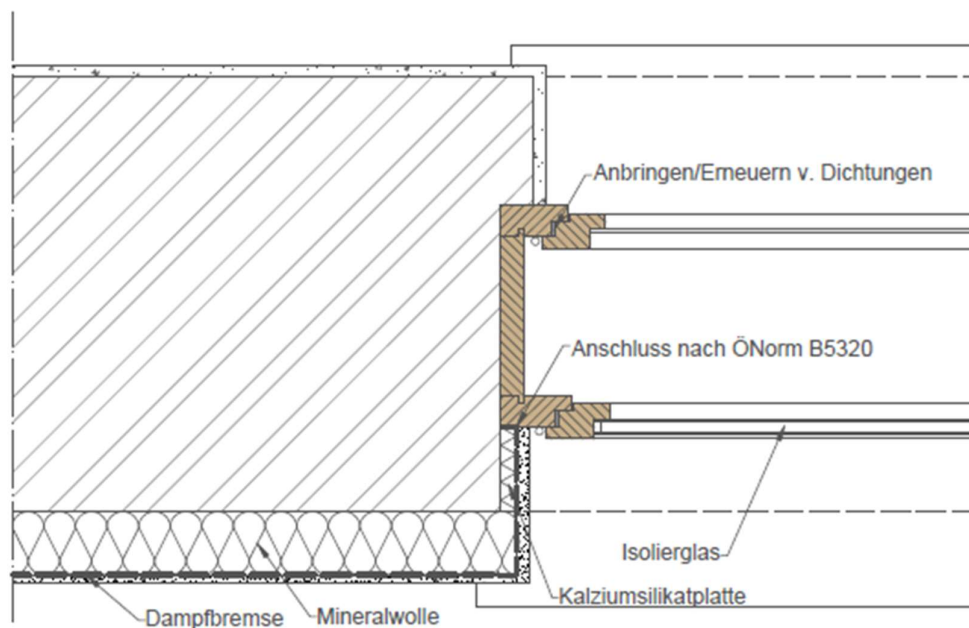 Anbringen/Erneuern v. Dichtungen
Anschluss nach ÖNorm B5320
Isolierglas
Kalziumsilikatplatte
Dampfbremse
Mineralwolle